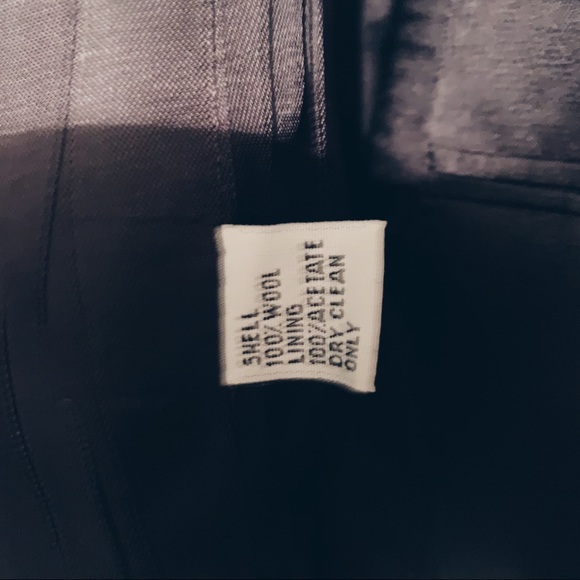 SHELL
100% WOOL
LINING
100% ACETATE
DRY CLEAN
ONLY